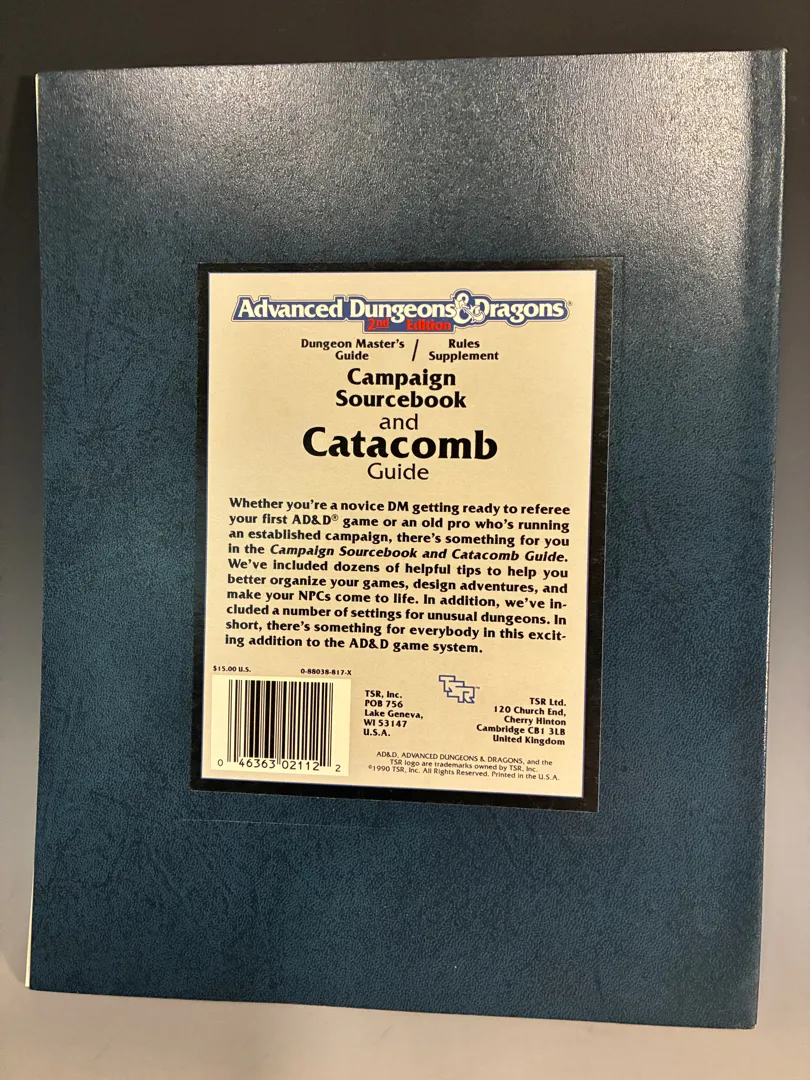 Advanced Dungeons & Dragons®
2nd Edition
Dungeon Master's Guide / Rules Supplement
Campaign
Sourcebook
and
Catacomb
Guide
Whether you're a novice DM getting ready to referee
your first AD&D® game or an old pro who's running
an established campaign, there's something for you
in the Campaign Sourcebook and Catacomb Guide.
We've included dozens of helpful tips to help you
better organize your games, design adventures, and
make your NPCs come to life. In addition, we've in-
cluded a number of settings for unusual dungeons. In
short, there's something for everybody in this excit-
ing addition to the AD&D game system.
$15.00 U.S.
0-88038-817-X
0 46363 02112 2
TSR, Inc.
POB 756
Lake Geneva,
WI 53147
U.S.A.
TSR™
TSR Ltd.
120 Church End,
Cherry Hinton
Cambridge CB1 3LB
United Kingdom
AD&D, ADVANCED DUNGEONS & DRAGONS, and the
TSR logo are trademarks owned by TSR, Inc.
©1990 TSR, Inc. All Rights Reserved. Printed in the U.S.A.